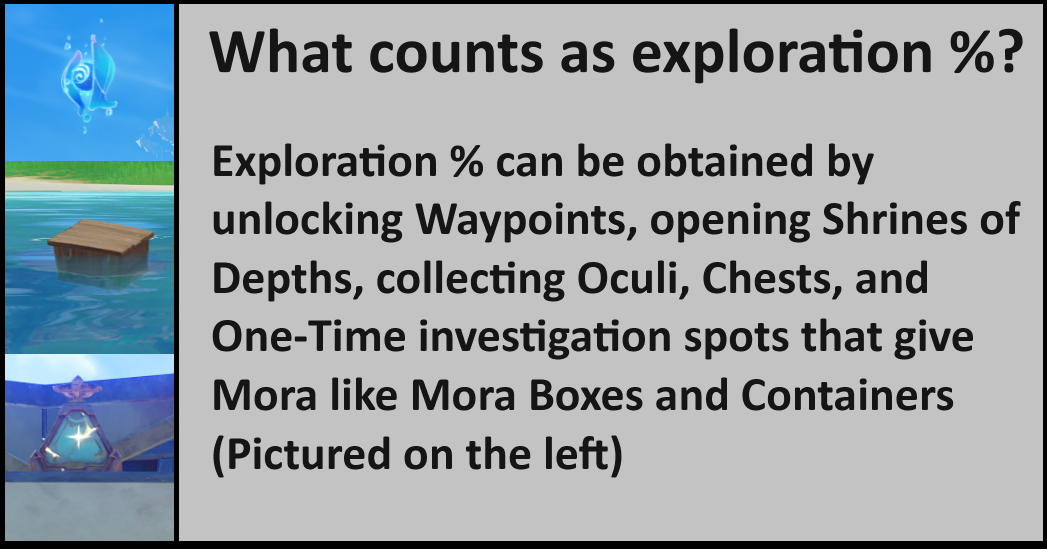 What counts as exploration %?
Exploration % can be obtained by
unlocking Waypoints, opening Shrines of
Depths, collecting Oculi, Chests, and
One-Time investigation spots that give
Mora like Mora Boxes and Containers
(Pictured on the left)